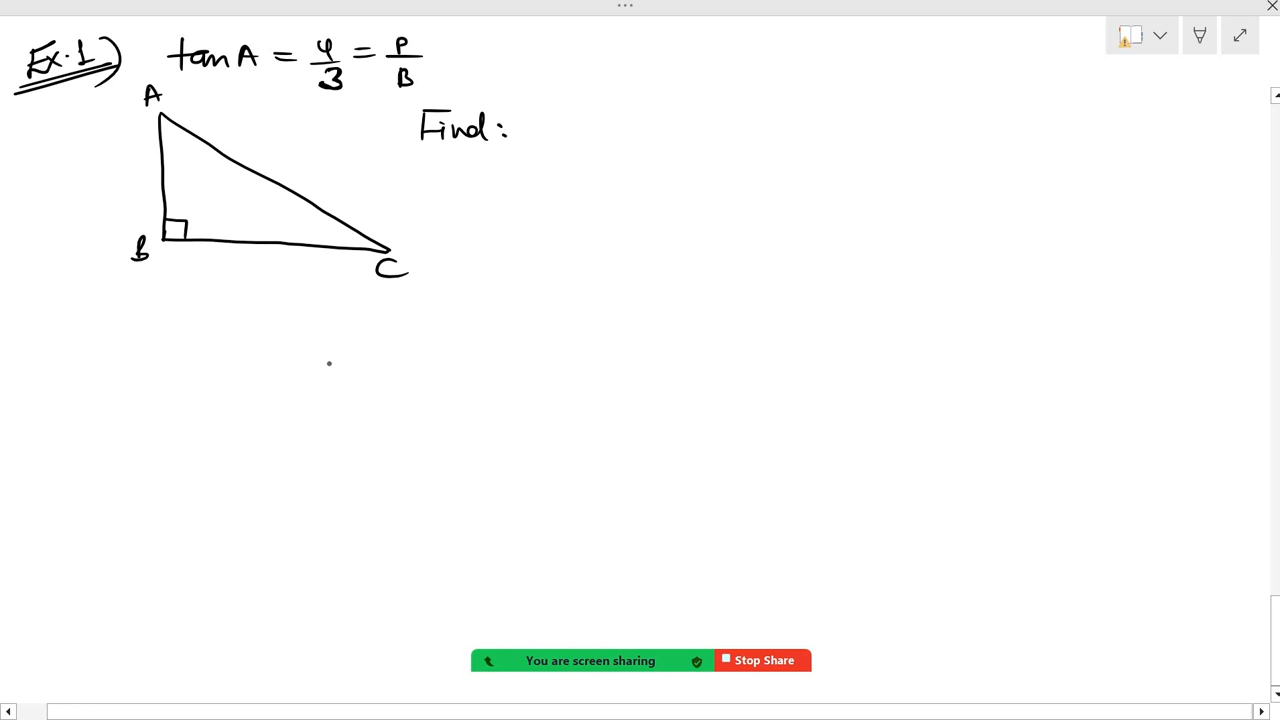 Ex.1) tan A = 4/3 = P/B
A
Find:
B
C
You are screen sharing
Stop Share